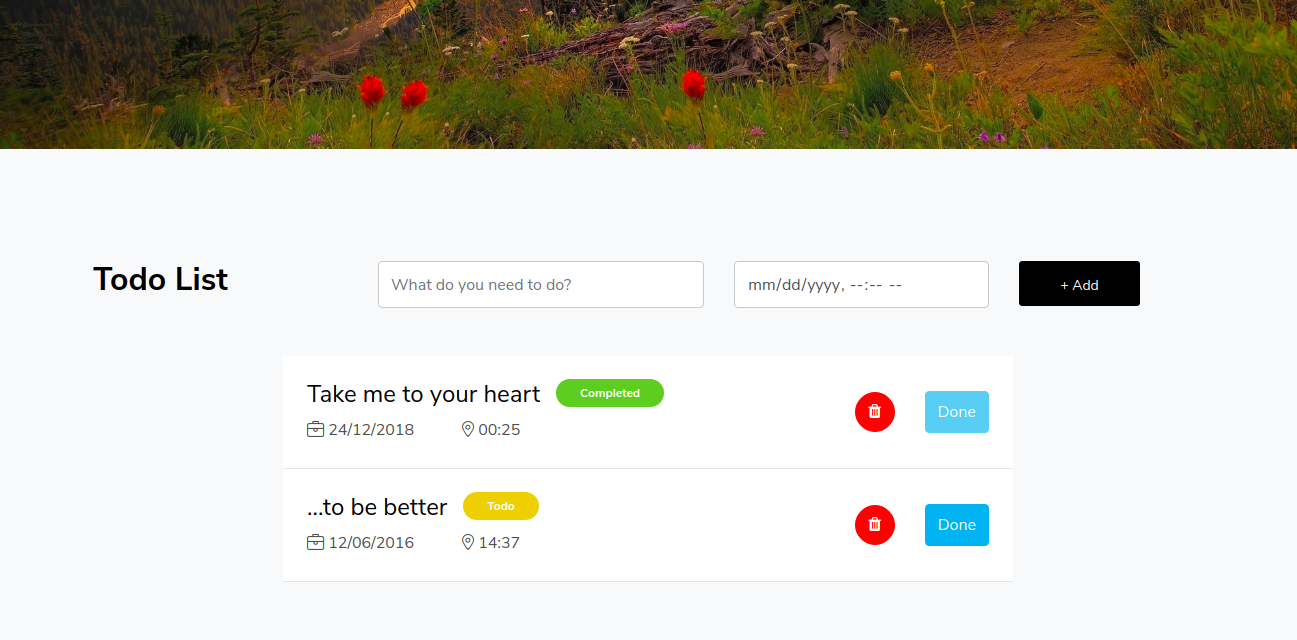 Todo List
What do you need to do?
mm/dd/yyyy, --:-- --
+ Add
Take me to your heart
Completed
24/12/2018
00:25
Done
...to be better
Todo
12/06/2016
14:37
Done